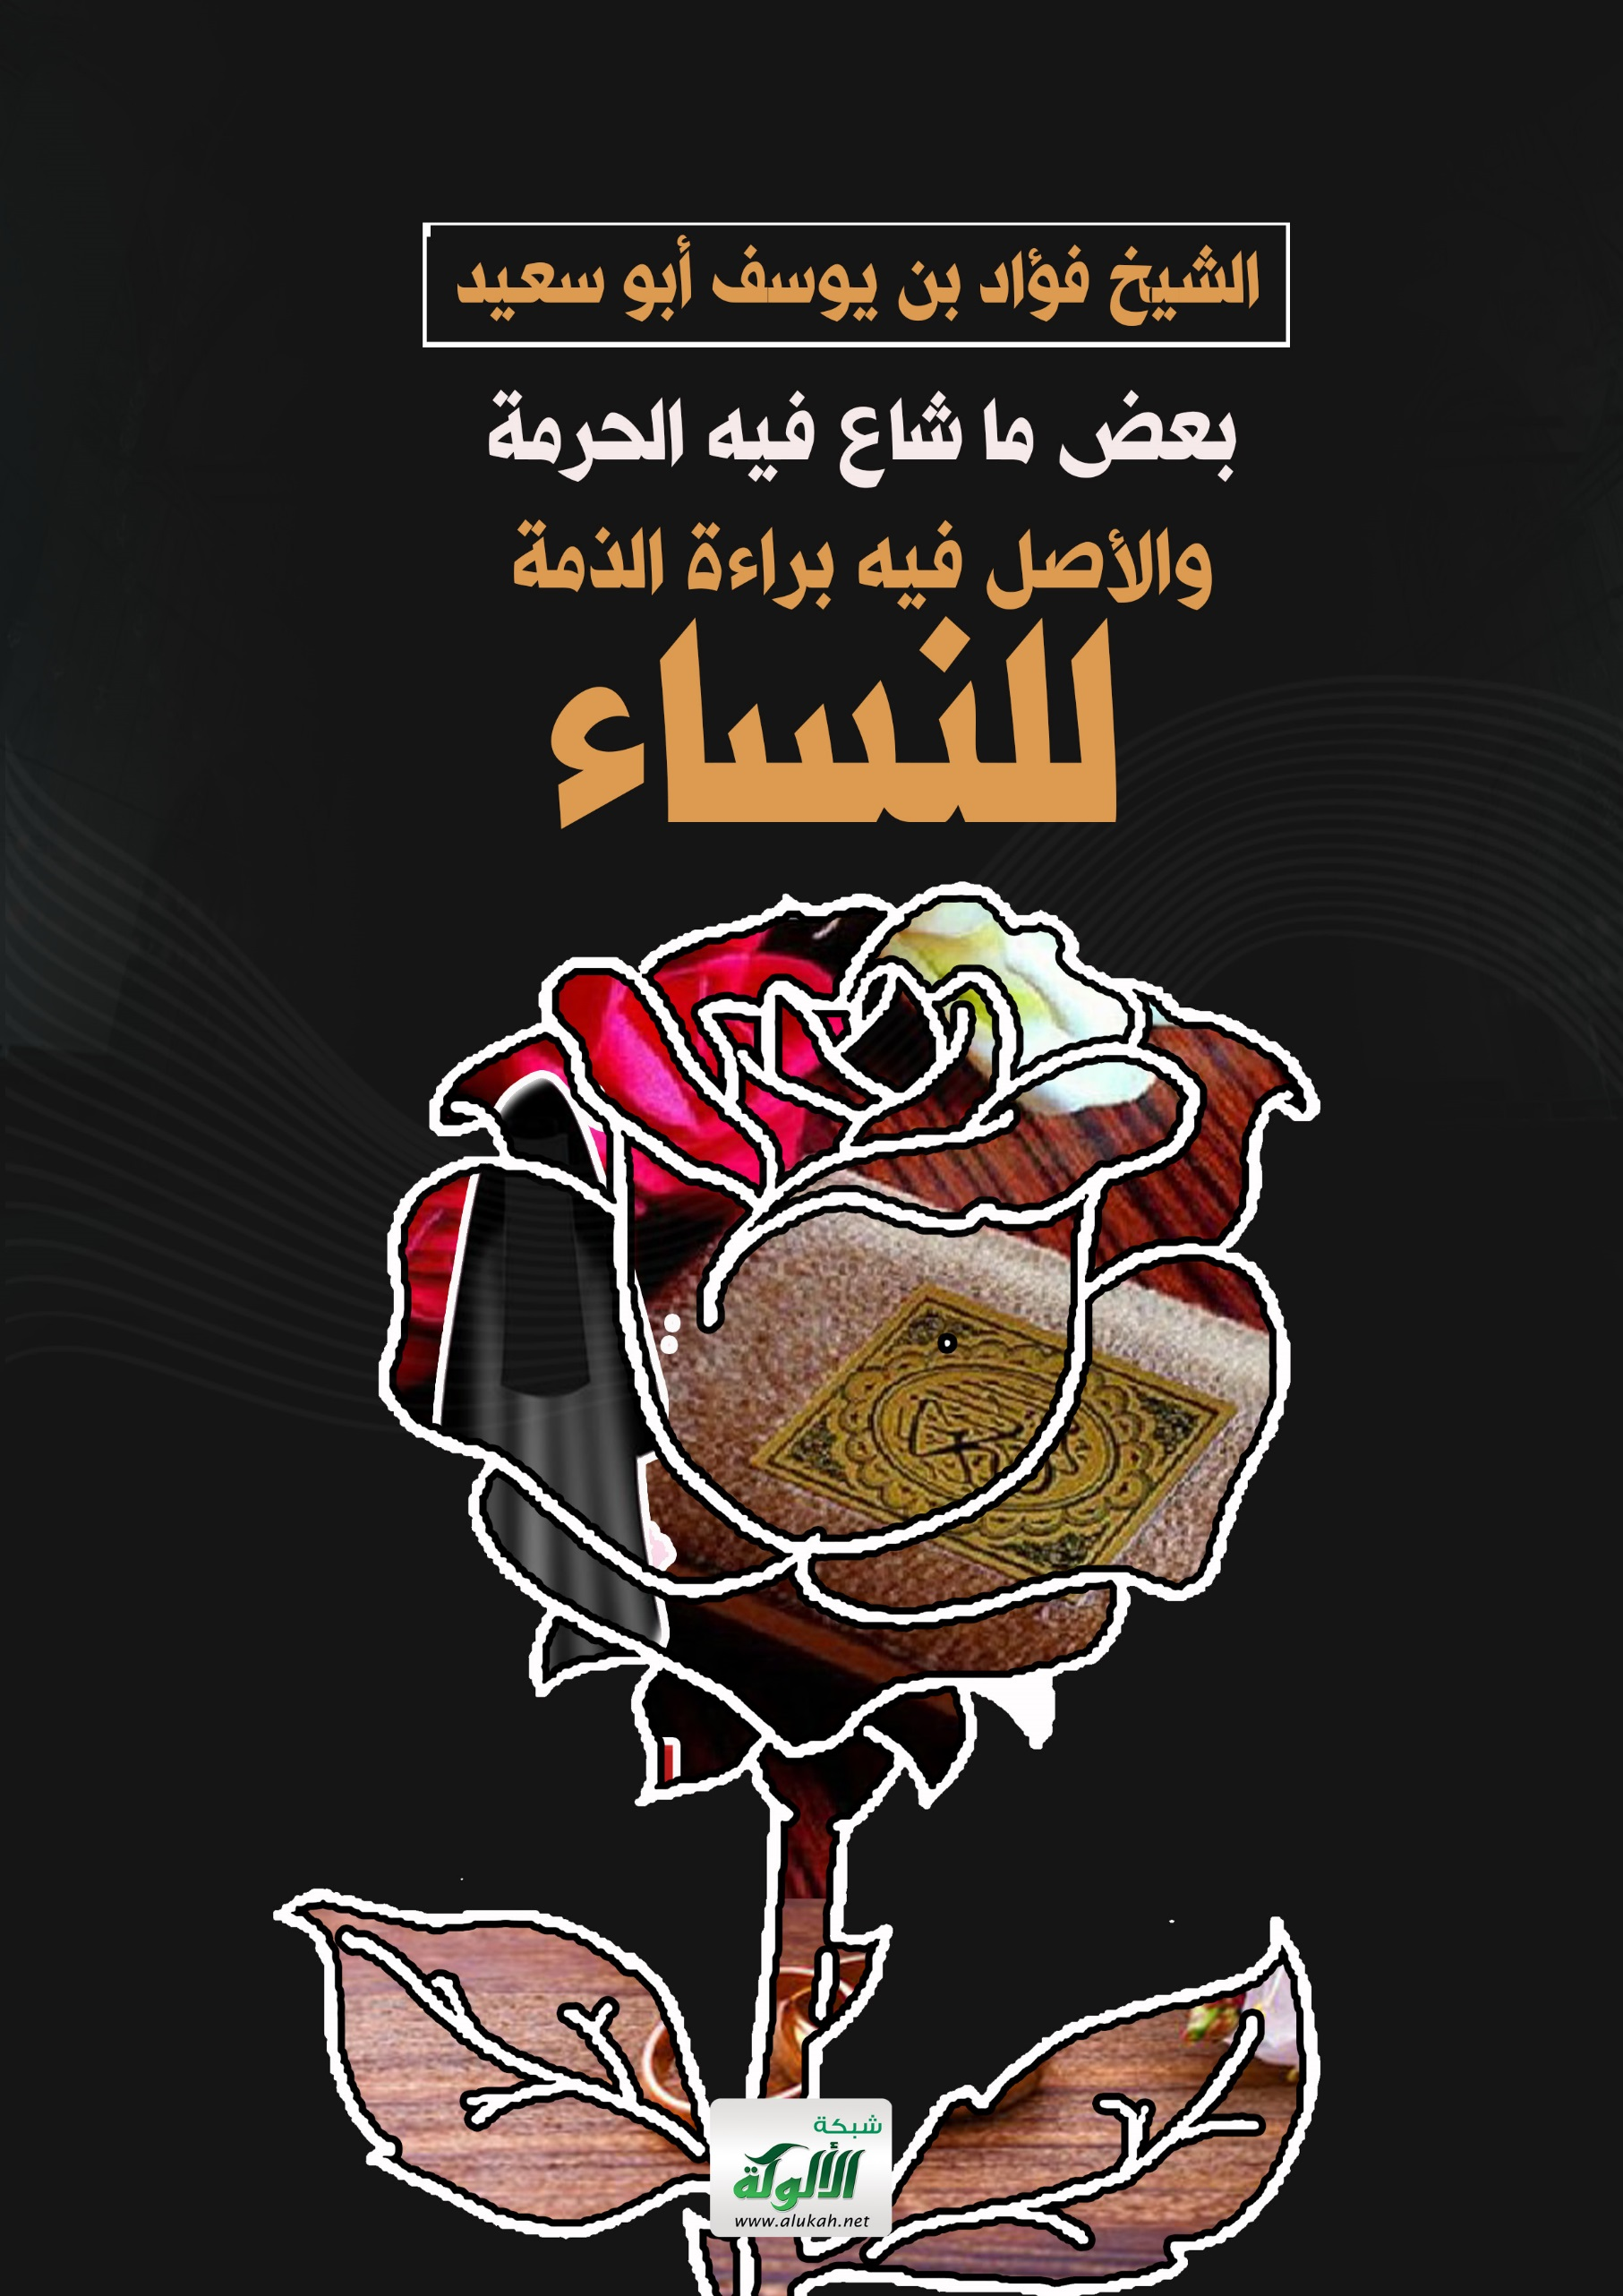 الشيخ فؤاد بن يوسف أبو سعيد
بعض ما شاع فيه الحرمة
والأصل فيه براءة الذمة
للنساء
شبكة
الألوكة
www.alukah.net